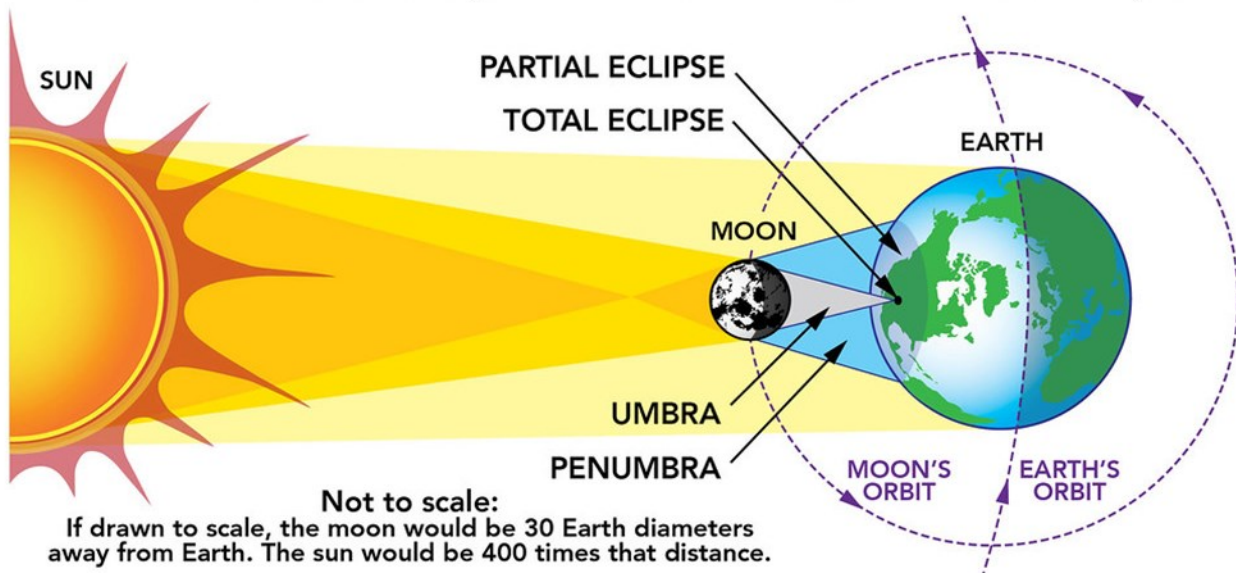 SUN
PARTIAL ECLIPSE
TOTAL ECLIPSE
EARTH
MOON
UMBRA
PENUMBRA
MOON'S
ORBIT
EARTH'S
ORBIT
Not to scale:
If drawn to scale, the moon would be 30 Earth diameters
away from Earth. The sun would be 400 times that distance.